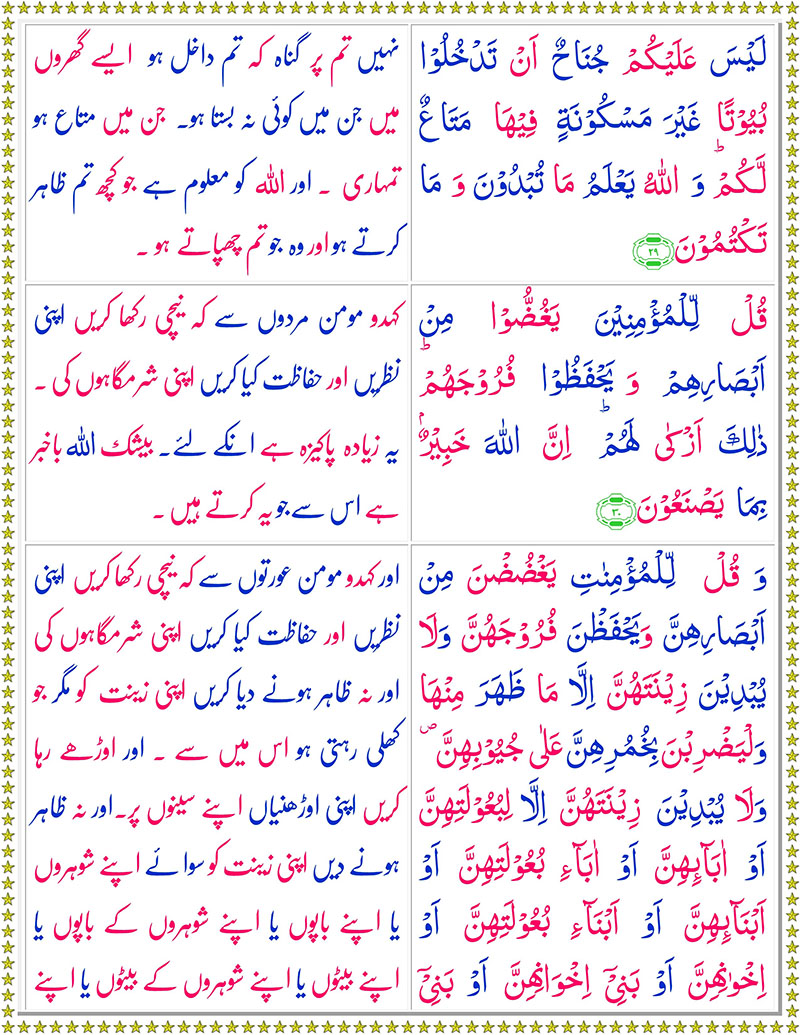 لَيْسَ عَلَيْكُمْ جُنَاحٌ اَنْ تَدْخُلُوْا
بُيُوْتًا غَيْرَ مَسْكُوْنَةٍ فِيْهَا مَتَاعٌ
لَّكُمْ ؕ وَ اللّٰهُ يَعْلَمُ مَا تُبْدُوْنَ وَ مَا
تَكْتُمُوْنَ ۲۹
نہیں تم پر گناہ کہ تم داخل ہو ایسے گھروں
میں جن میں کوئی نہ بستا ہو۔ جن میں متاع ہو
تمہاری ۔ اور اللہ کو معلوم ہے جو کچھ تم ظاہر
کرتے ہو اور وہ جو تم چھپاتے ہو ۔
قُلْ لِّلْمُؤْمِنِيْنَ يَغُضُّوْا مِنْ
اَبْصَارِهِمْ وَ يَحْفَظُوْا فُرُوْجَهُمْ ؕ
ذٰلِكَ اَزْكٰى لَهُمْ ؕ اِنَّ اللّٰهَ خَبِيْرٌۢ
بِمَا يَصْنَعُوْنَ ۳۰
کہدو مومن مردوں سے کہ نیچی رکھا کریں اپنی
نظریں اور حفاظت کیا کریں اپنی شرمگاہوں کی ۔
یہ زیادہ پاکیزہ ہے انکے لئے۔ بیشک اللہ باخبر
ہے اس سے جو یہ کرتے ہیں ۔
وَ قُلْ لِّلْمُؤْمِنٰتِ يَغْضُضْنَ مِنْ
اَبْصَارِهِنَّ وَيَحْفَظْنَ فُرُوْجَهُنَّ وَلَا
يُبْدِيْنَ زِيْنَتَهُنَّ اِلَّا مَا ظَهَرَ مِنْهَا
وَلْيَضْرِبْنَ بِخُمُرِهِنَّ عَلٰى جُيُوْبِهِنَّ ۖ
وَلَا يُبْدِيْنَ زِيْنَتَهُنَّ اِلَّا لِبُعُوْلَتِهِنَّ
اَوْ اٰبَآٮِٕهِنَّ اَوْ اٰبَآءِ بُعُوْلَتِهِنَّ اَوْ
اَبْنَآٮِٕهِنَّ اَوْ اَبْنَآءِ بُعُوْلَتِهِنَّ اَوْ
اِخْوَانِهِنَّ اَوْ بَنِىْۤ اِخْوَانِهِنَّ اَوْ بَنِىْۤ
اور کہدو مومن عورتوں سے کہ نیچی رکھا کریں اپنی
نظریں اور حفاظت کیا کریں اپنی شرمگاہوں کی
اور نہ ظاہر ہونے دیا کریں اپنی زینت کو مگر جو
کھلی رہتی ہو اس میں سے ۔ اور اوڑھے رہا
کریں اپنی اوڑھنیاں اپنے سینوں پر۔اور نہ ظاہر
ہونے دیں اپنی زینت کو سوائے اپنے شوہروں
یا اپنے باپوں یا اپنے شوہروں کے باپوں یا
اپنے بیٹوں یا اپنے شوہروں کے بیٹوں یا اپنے